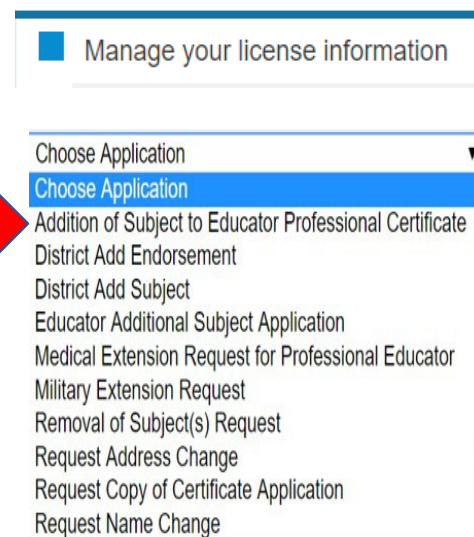 Manage your license information
Choose Application
Choose Application
Addition of Subject to Educator Professional Certificate
District Add Endorsement
District Add Subject
Educator Additional Subject Application
Medical Extension Request for Professional Educator
Military Extension Request
Removal of Subject(s) Request
Request Address Change
Request Copy of Certificate Application
Request Name Change